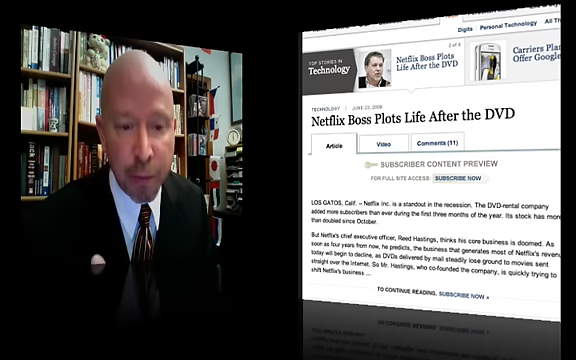 Digits Personal Technology All Th
2 of 8
TOP STORIES IN
Technology
Netflix Boss Plots
Life After the DVD
Carriers Plan
Offer Google
TECHNOLOGY | JUNE 23, 2009
Netflix Boss Plots Life After the DVD
Article Video Comments (11)
SUBSCRIBER CONTENT PREVIEW
FOR FULL SITE ACCESS: SUBSCRIBE NOW
LOS GATOS, Calif. -- Netflix Inc. is a standout in the recession. The DVD-rental company
added more subscribers than ever during the first three months of the year. Its stock has more
than doubled since October.
But Netflix's chief executive officer, Reed Hastings, thinks his core business is doomed. As
soon as four years from now, he predicts, the business that generates most of Netflix's revenu
today will begin to decline, as DVDs delivered by mail steadily lose ground to movies sent
straight over the Internet. So Mr. Hastings, who co-founded the company, is quickly trying to
shift Netflix's business ...
TO CONTINUE READING, SUBSCRIBE NOW »